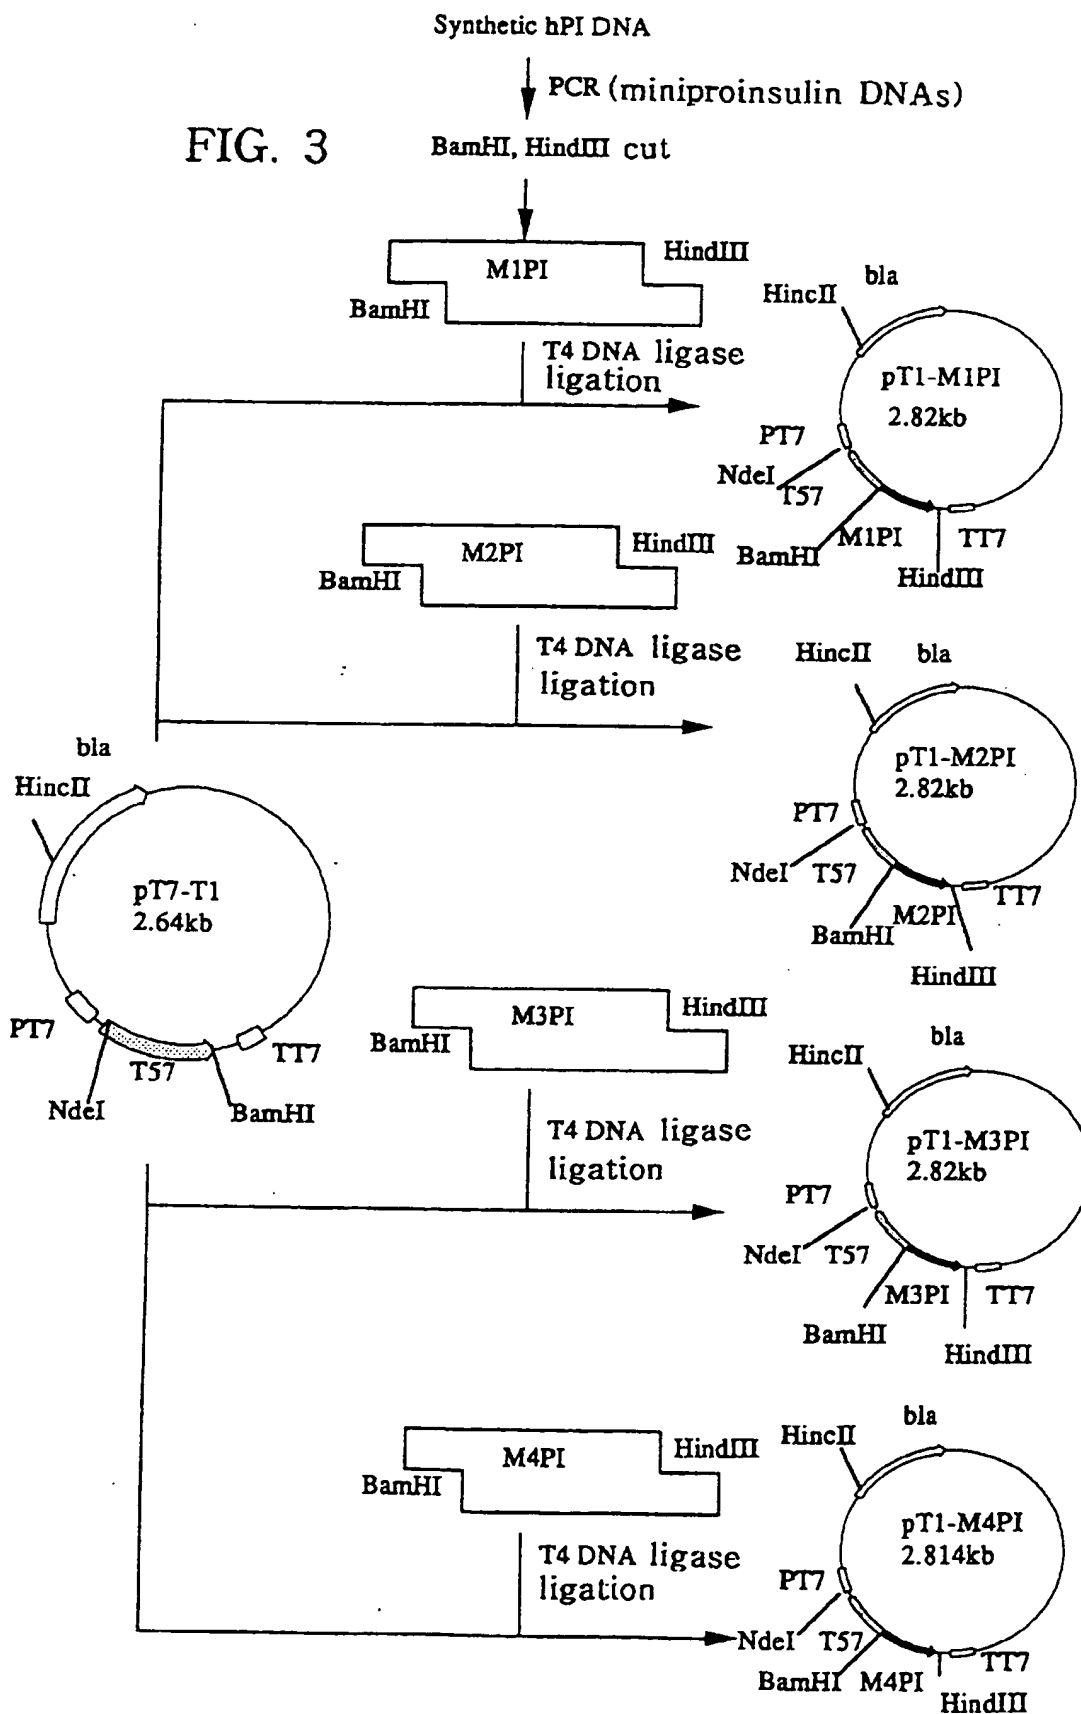 Synthetic hPI DNA
PCR (miniproinsulin DNAs)
FIG. 3
BamHI, HindIII cut
M1PI
HindIII
BamHI
T4 DNA ligase
ligation
bla
HincII
pT1-M1PI
2.82kb
PT7
NdeI
T57
BamHI
M1PI
TT7
HindIII
M2PI
HindIII
BamHI
T4 DNA ligase
ligation
HincII
bla
pT1-M2PI
2.82kb
PT7
NdeI
T57
BamHI
M2PI
TT7
HindIII
bla
HincII
pT7-T1
2.64kb
PT7
T57
TT7
NdeI
BamHI
M3PI
HindIII
BamHI
T4 DNA ligase
ligation
bla
HincII
pT1-M3PI
2.82kb
PT7
NdeI
T57
M3PI
TT7
BamHI
HindIII
M4PI
HindIII
BamHI
T4 DNA ligase
ligation
bla
HincII
pT1-M4PI
2.814kb
PT7
NdeI
T57
BamHI
M4PI
TT7
HindIII